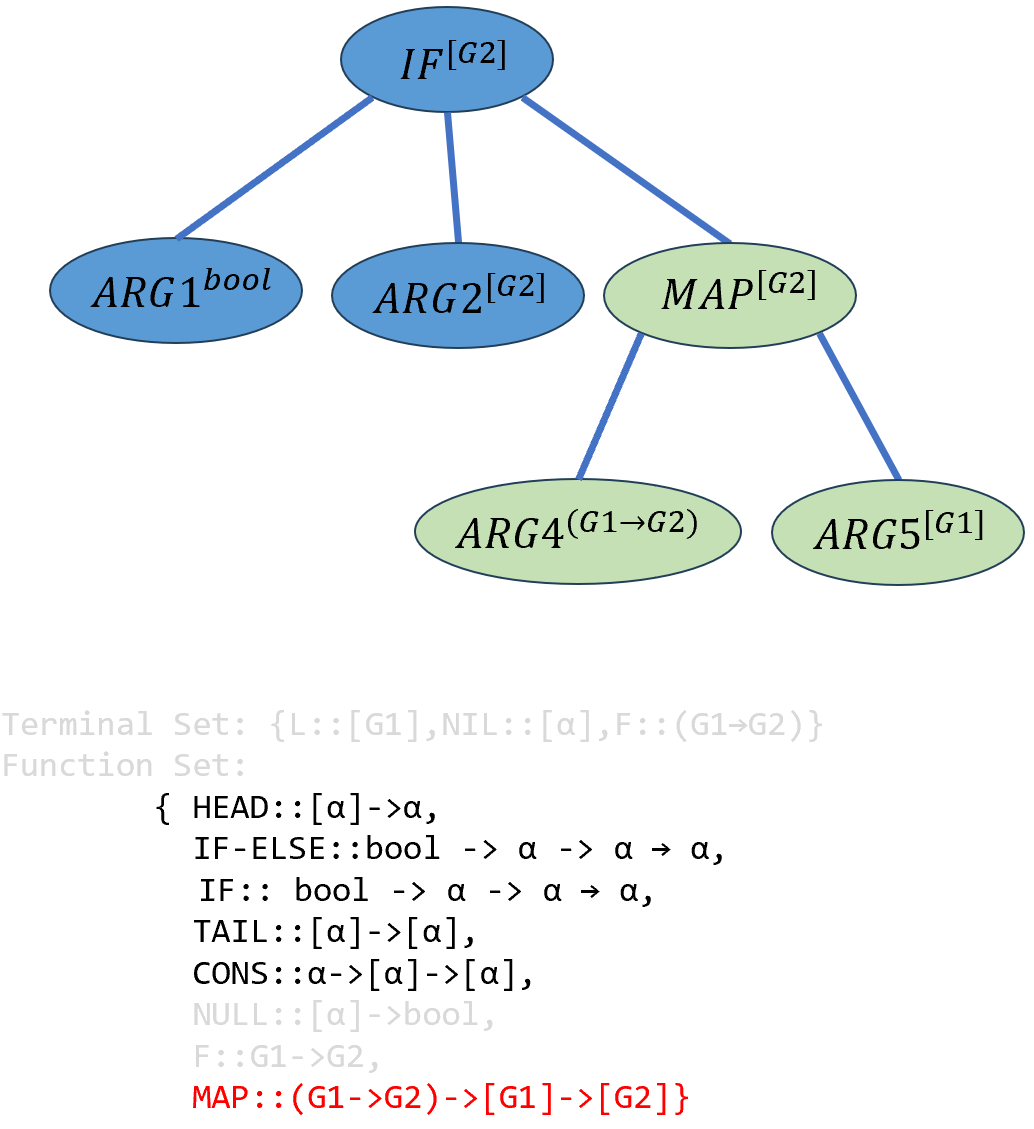 IF^[G2]
ARG1^bool
ARG2^[G2]
MAP^[G2]
ARG4^(G1→G2)
ARG5^[G1]
Terminal Set: {L::[G1],NIL::[α],F::(G1→G2)}
Function Set:
{ HEAD::[α]->α,
IF-ELSE::bool -> α -> α → α,
IF:: bool -> α -> α → α,
TAIL::[α]->[α],
CONS::α->[α]->[α],
NULL::[α]->bool,
F::G1->G2,
MAP::(G1->G2)->[G1]->[G2]}